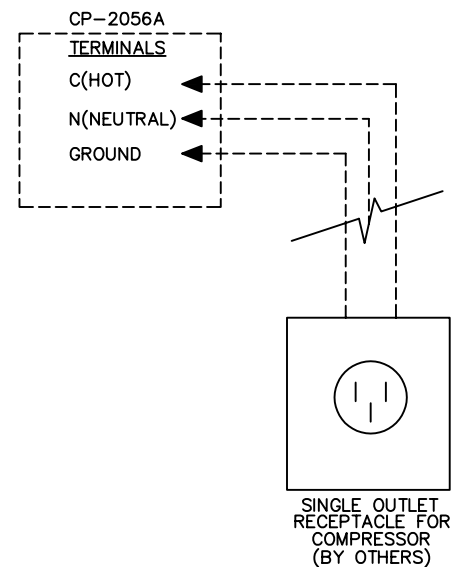 CP-2056A
TERMINALS
C(HOT)
N(NEUTRAL)
GROUND
SINGLE OUTLET
RECEPTACLE FOR
COMPRESSOR
(BY OTHERS)